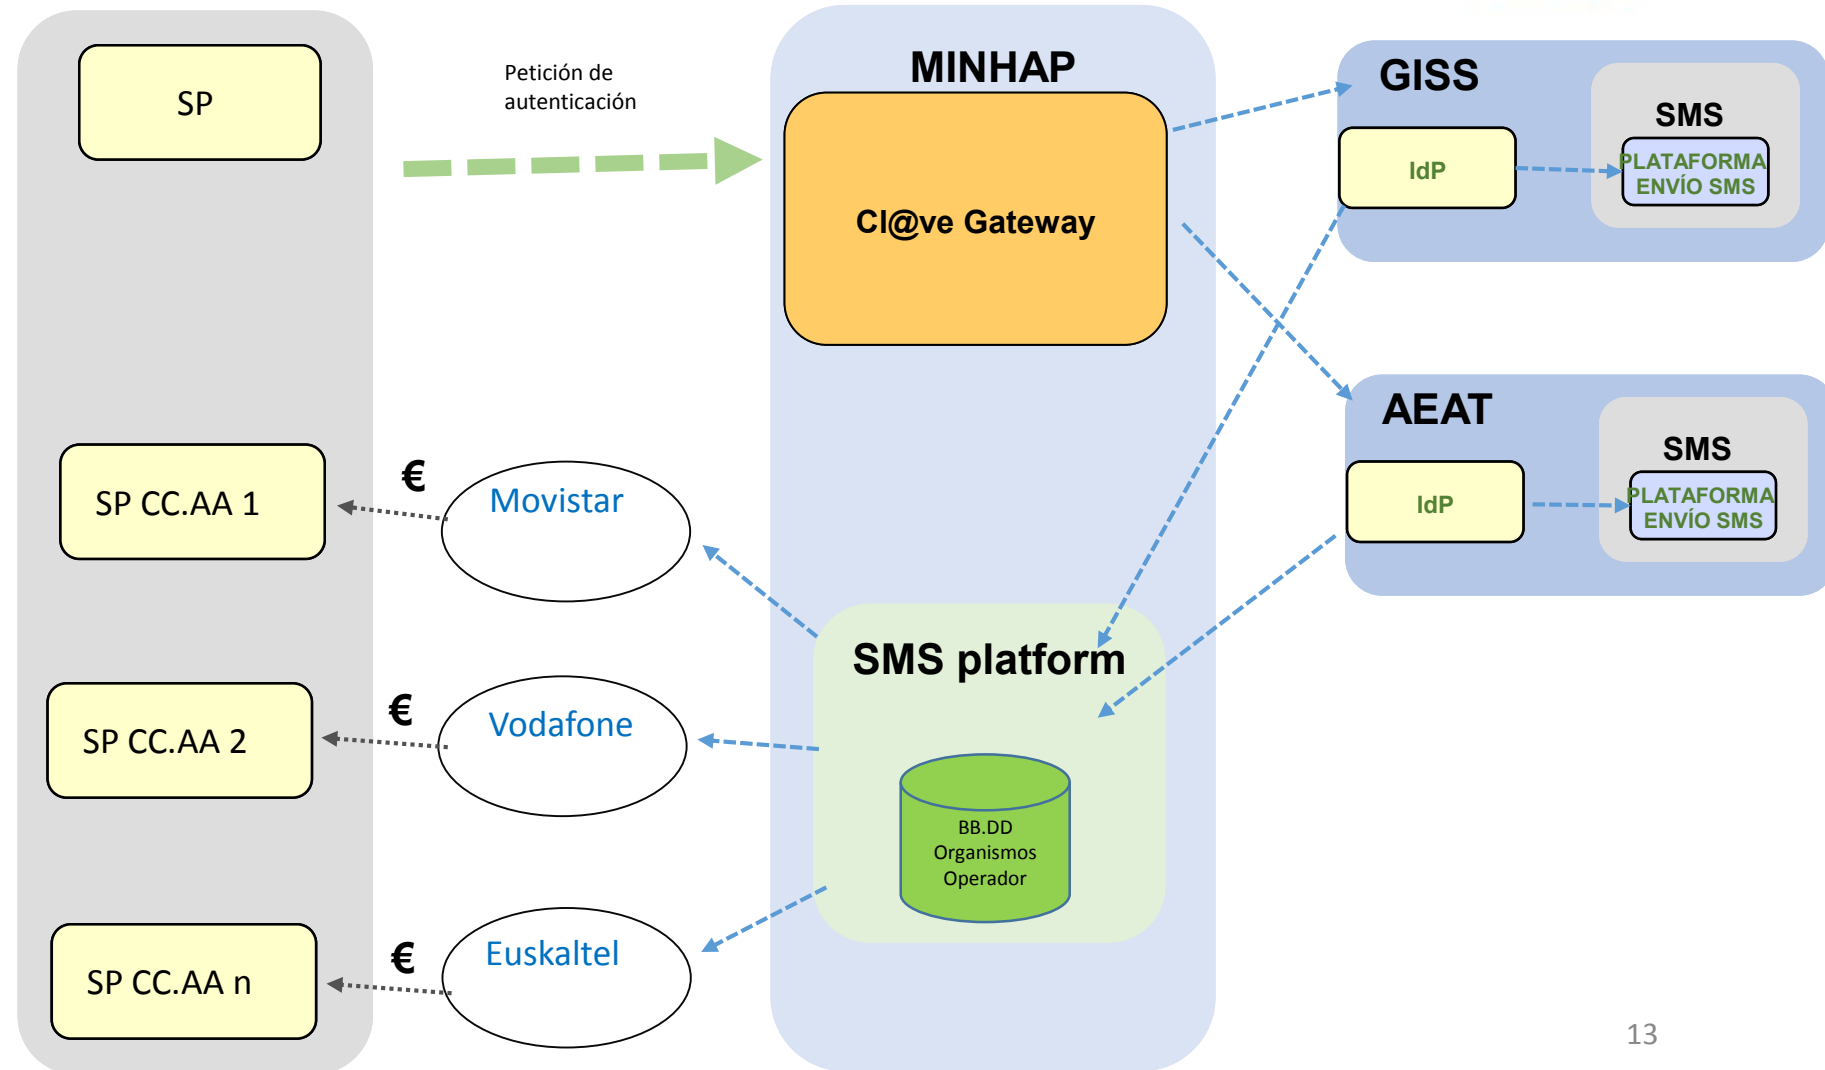 SP
Petición de
autenticación
MINHAP
Cl@ve Gateway
GISS
SMS
IdP
PLATAFORMA
ENVÍO SMS
AEAT
SMS
IdP
PLATAFORMA
ENVÍO SMS
SP CC.AA 1
€
Movistar
SMS platform
SP CC.AA 2
€
Vodafone
BB.DD
Organismos
Operador
SP CC.AA n
€
Euskaltel
13